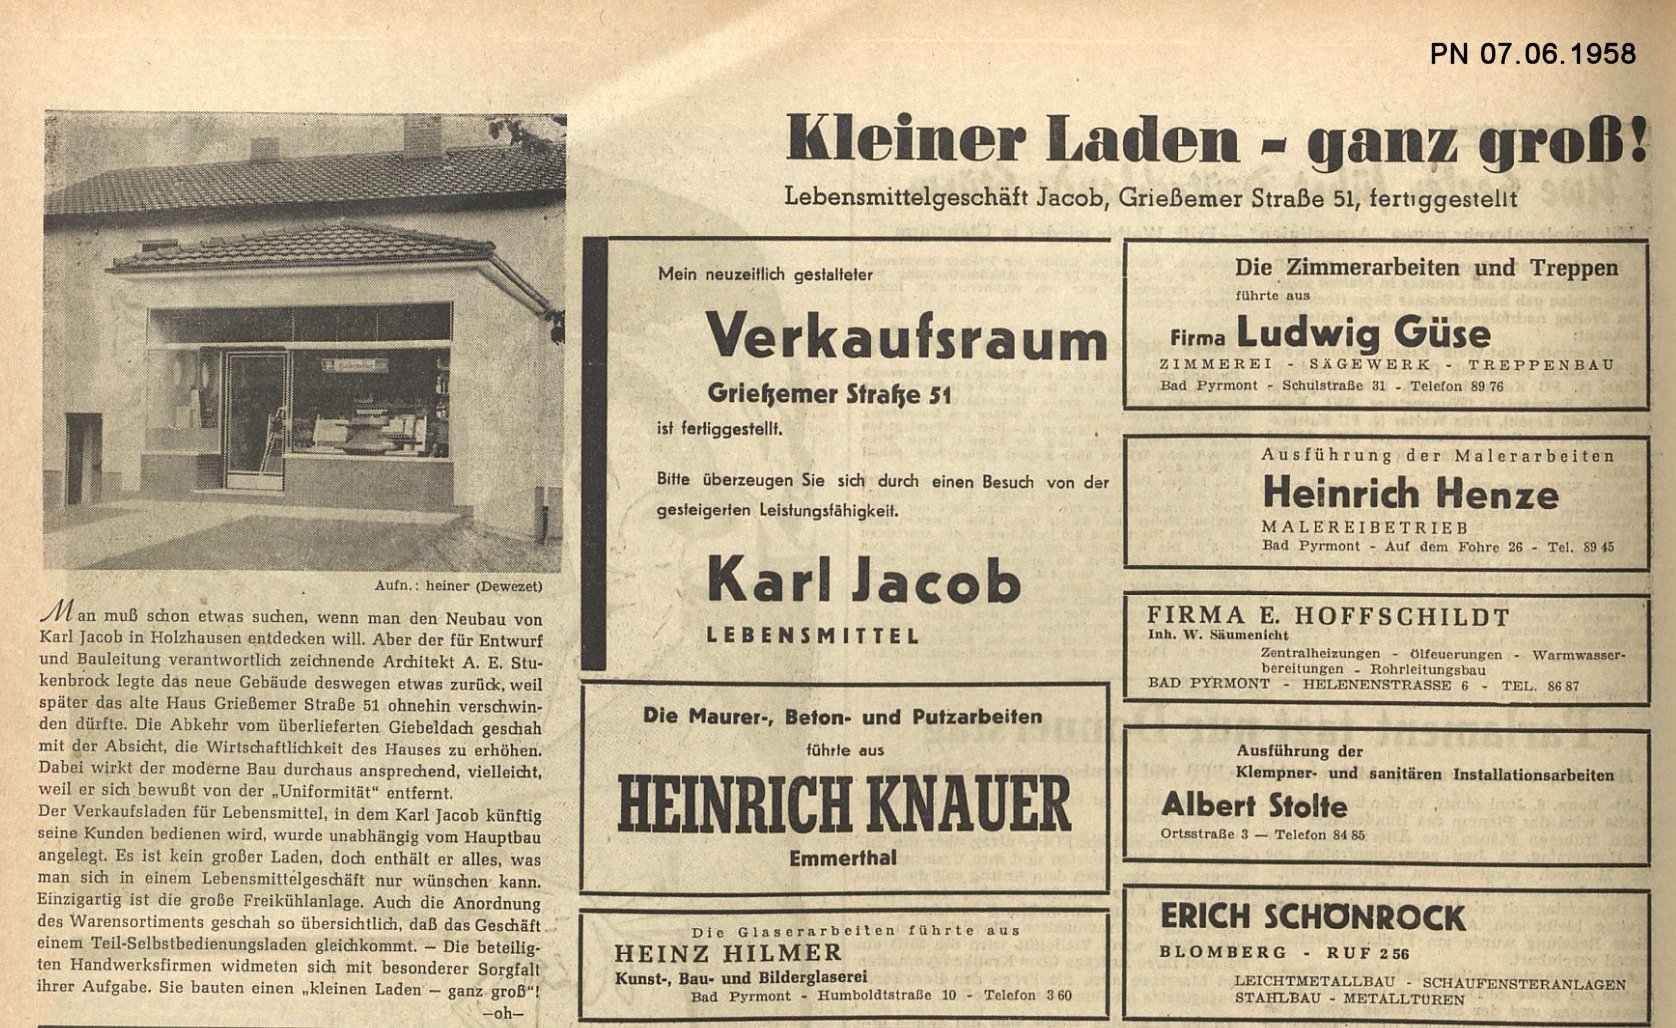 PN 07.06.1958
Kleiner Laden - ganz groß!
Lebensmittelgeschäft Jacob, Grießemer Straße 51, fertiggestellt
Aufn.: heiner (Dewezet)
Man muß schon etwas suchen, wenn man den Neubau von
Karl Jacob in Holzhausen entdecken will. Aber der für Entwurf
und Bauleitung verantwortlich zeichnende Architekt A. E. Stu-
kenbrock legte das neue Gebäude deswegen etwas zurück, weil
später das alte Haus Grießemer Straße 51 ohnehin verschwin-
den dürfte. Die Abkehr vom überlieferten Giebeldach geschah
mit der Absicht, die Wirtschaftlichkeit des Hauses zu erhöhen.
Dabei wirkt der moderne Bau durchaus ansprechend, vielleicht,
weil er sich bewußt von der „Uniformität“ entfernt.
Der Verkaufsladen für Lebensmittel, in dem Karl Jacob künftig
seine Kunden bedienen wird, wurde unabhängig vom Hauptbau
angelegt. Es ist kein großer Laden, doch enthält er alles, was
man sich in einem Lebensmittelgeschäft nur wünschen kann.
Einzigartig ist die große Freikühlanlage. Auch die Anordnung
des Warensortiments geschah so übersichtlich, daß das Geschäft
einem Teil-Selbstbedienungsladen gleichkommt. — Die beteilig-
ten Handwerksfirmen widmeten sich mit besonderer Sorgfalt
ihrer Aufgabe. Sie bauten einen „kleinen Laden — ganz groß“!
—oh—
Mein neuzeitlich gestalteter
Verkaufsraum
Grießemer Straße 51
ist fertiggestellt.
Bitte überzeugen Sie sich durch einen Besuch von der
gesteigerten Leistungsfähigkeit.
Karl Jacob
LEBENSMITTEL
Die Maurer-, Beton- und Putzarbeiten
führte aus
HEINRICH KNAUER
Emmerthal
Die Glaserarbeiten führte aus
HEINZ HILMER
Kunst-, Bau- und Bilderglaserei
Bad Pyrmont - Humboldtstraße 10 - Telefon 3 60
Die Zimmerarbeiten und Treppen
führte aus
Firma Ludwig Güse
ZIMMEREI - SÄGEWERK - TREPPENBAU
Bad Pyrmont - Schulstraße 31 - Telefon 89 76
Ausführung der Malerarbeiten
Heinrich Henze
MALEREIBETRIEB
Bad Pyrmont - Auf dem Fohre 26 - Tel. 89 45
FIRMA E. HOFFSCHILDT
Inh. W. Säumenicht
Zentralheizungen - Ölfeuerungen - Warmwasser-
bereitungen - Rohrleitungsbau
BAD PYRMONT - HELENENSTRASSE 6 - TEL. 86 87
Ausführung der
Klempner- und sanitären Installationsarbeiten
Albert Stolte
Ortsstraße 3 — Telefon 84 85
ERICH SCHÖNROCK
BLOMBERG - RUF 2 56
LEICHTMETALLBAU - SCHAUFENSTERANLAGEN
STAHLBAU - METALLTÜREN